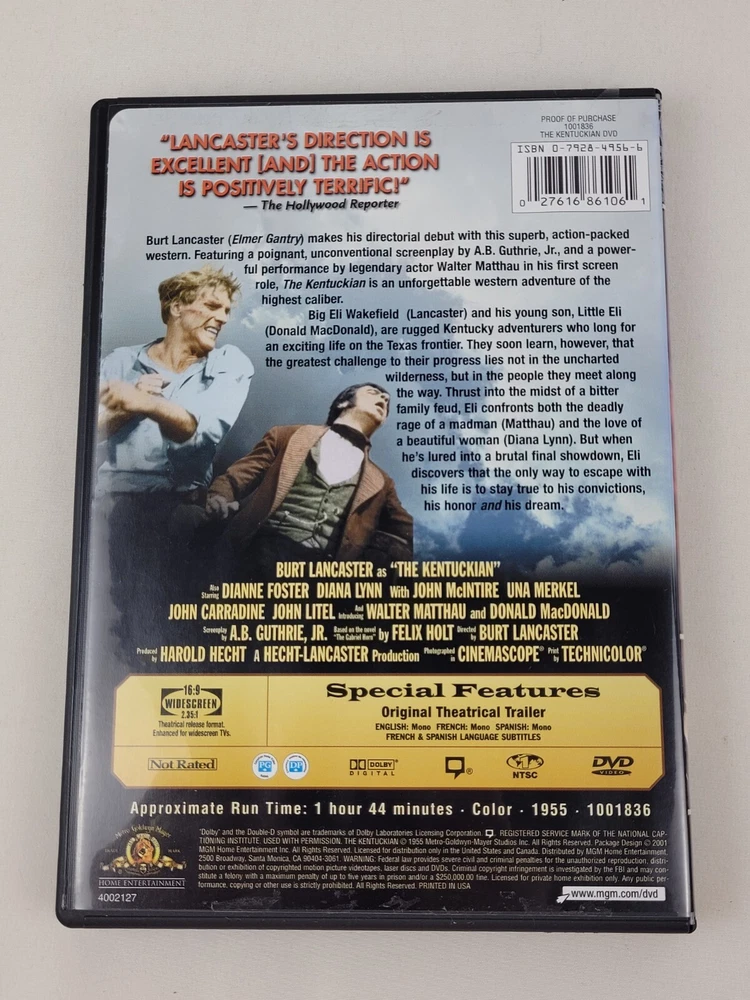 "LANCASTER'S DIRECTION IS
EXCELLENT [AND] THE ACTION
IS POSITIVELY TERRIFIC!"
— The Hollywood Reporter
PROOF OF PURCHASE
1001836
THE KENTUCKIAN DVD
ISBN 0-7928-4956-6
0 27616 86106 1
Burt Lancaster (Elmer Gantry) makes his directorial debut with this superb, action-packed
western. Featuring a poignant, unconventional screenplay by A.B. Guthrie, Jr., and a power-
ful performance by legendary actor Walter Matthau in his first screen
role, The Kentuckian is an unforgettable western adventure of the
highest caliber.
Big Eli Wakefield (Lancaster) and his young son, Little Eli
(Donald MacDonald), are rugged Kentucky adventurers who long for
an exciting life on the Texas frontier. They soon learn, however, that
the greatest challenge to their progress lies not in the uncharted
wilderness, but in the people they meet along
the way. Thrust into the midst of a bitter
family feud, Eli confronts both the deadly
rage of a madman (Matthau) and the love of
a beautiful woman (Diana Lynn). But when
he's lured into a brutal final showdown, Eli
discovers that the only way to escape with
his life is to stay true to his convictions,
his honor and his dream.
BURT LANCASTER as "THE KENTUCKIAN"
Also Starring DIANNE FOSTER DIANA LYNN With JOHN McINTIRE UNA MERKEL
JOHN CARRADINE JOHN LITEL And Introducing WALTER MATTHAU and DONALD MacDONALD
Screenplay by A.B. GUTHRIE, JR. Based on the novel "The Gabriel Horn" by FELIX HOLT Directed by BURT LANCASTER
Produced by HAROLD HECHT A HECHT-LANCASTER Production Photographed in CINEMASCOPE® Print by TECHNICOLOR®
16:9
WIDESCREEN
2.35:1
Theatrical release format.
Enhanced for widescreen TVs.
Special Features
Original Theatrical Trailer
ENGLISH: Mono FRENCH: Mono SPANISH: Mono
FRENCH & SPANISH LANGUAGE SUBTITLES
Not Rated
PG
DP
DOLBY
DIGITAL
®
NTSC
DVD
VIDEO
Approximate Run Time: 1 hour 44 minutes · Color · 1955 · 1001836
Metro Goldwyn Mayer
TRADE MARK
HOME ENTERTAINMENT
4002127
"Dolby" and the Double-D symbol are trademarks of Dolby Laboratories Licensing Corporation. REGISTERED SERVICE MARK OF THE NATIONAL CAP-
TIONING INSTITUTE. USED WITH PERMISSION. THE KENTUCKIAN © 1955 Metro-Goldwyn-Mayer Studios Inc. All Rights Reserved. Package Design © 2001
MGM Home Entertainment Inc. All Rights Reserved. Licensed for distribution only in the United States and Canada. Distributed by MGM Home Entertainment,
2500 Broadway, Santa Monica, CA 90404-3061. WARNING: Federal law provides severe civil and criminal penalties for the unauthorized reproduction, distri-
bution or exhibition of copyrighted motion picture videotapes, laser discs and DVDs. Criminal copyright infringement is investigated by the FBI and may con-
stitute a felony with a maximum penalty of up to five years in prison and/or a $250,000.00 fine. Licensed for private home exhibition only. Any public per-
formance, copying or other use is strictly prohibited. All Rights Reserved. PRINTED IN USA
www.mgm.com/dvd